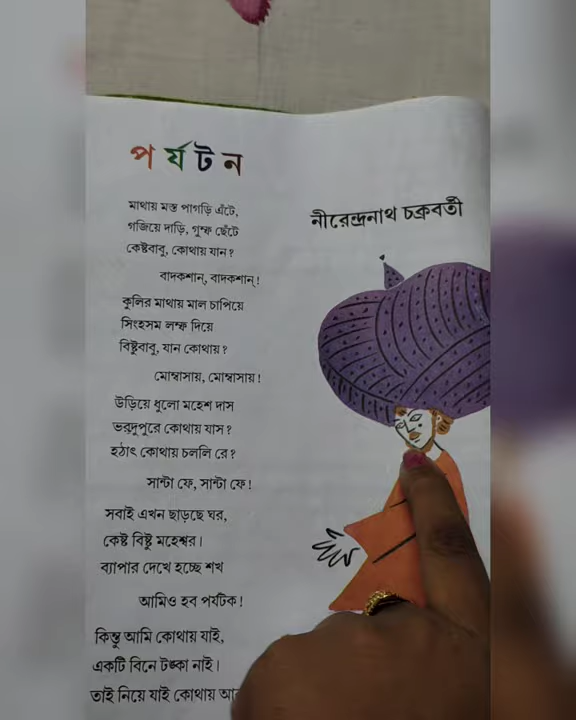 পর্যটন
নীরেন্দ্রনাথ চক্রবর্তী
মাথায় মস্ত পাগড়ি এঁটে,
গজিয়ে দাড়ি, গুম্ফ ছেঁটে
কেষ্টবাবু, কোথায় যান?
বাদকশান, বাদকশান্!
কুলির মাথায় মাল চাপিয়ে
সিংহসম লম্ফ দিয়ে
বিষ্টুবাবু, যান কোথায়?
মোম্বাসায়, মোম্বাসায়!
উড়িয়ে ধুলো মহেশ দাস
ভরদুপুরে কোথায় যাস?
হঠাৎ কোথায় চললি রে?
সান্টা ফে, সান্টা ফে!
সবাই এখন ছাড়ছে ঘর,
কেষ্ট বিষ্টু মহেশ্বর।
ব্যাপার দেখে হচ্ছে শখ
আমিও হব পর্যটক!
কিন্তু আমি কোথায় যাই,
একটি বিনে টঙ্কা নাই।
তাই নিয়ে যাই কোথায়